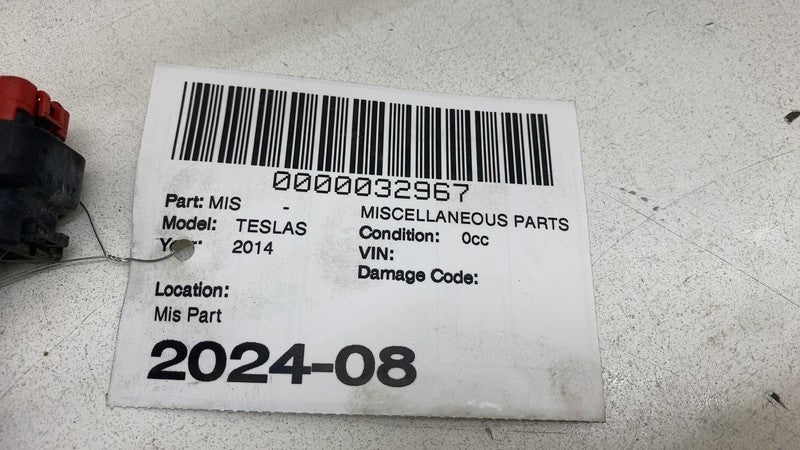 0000032967
Part: MIS - MISCELLANEOUS PARTS
Model: TESLAS Condition: 0cc
Year: 2014 VIN:
Damage Code:
Location:
Mis Part
2024-08